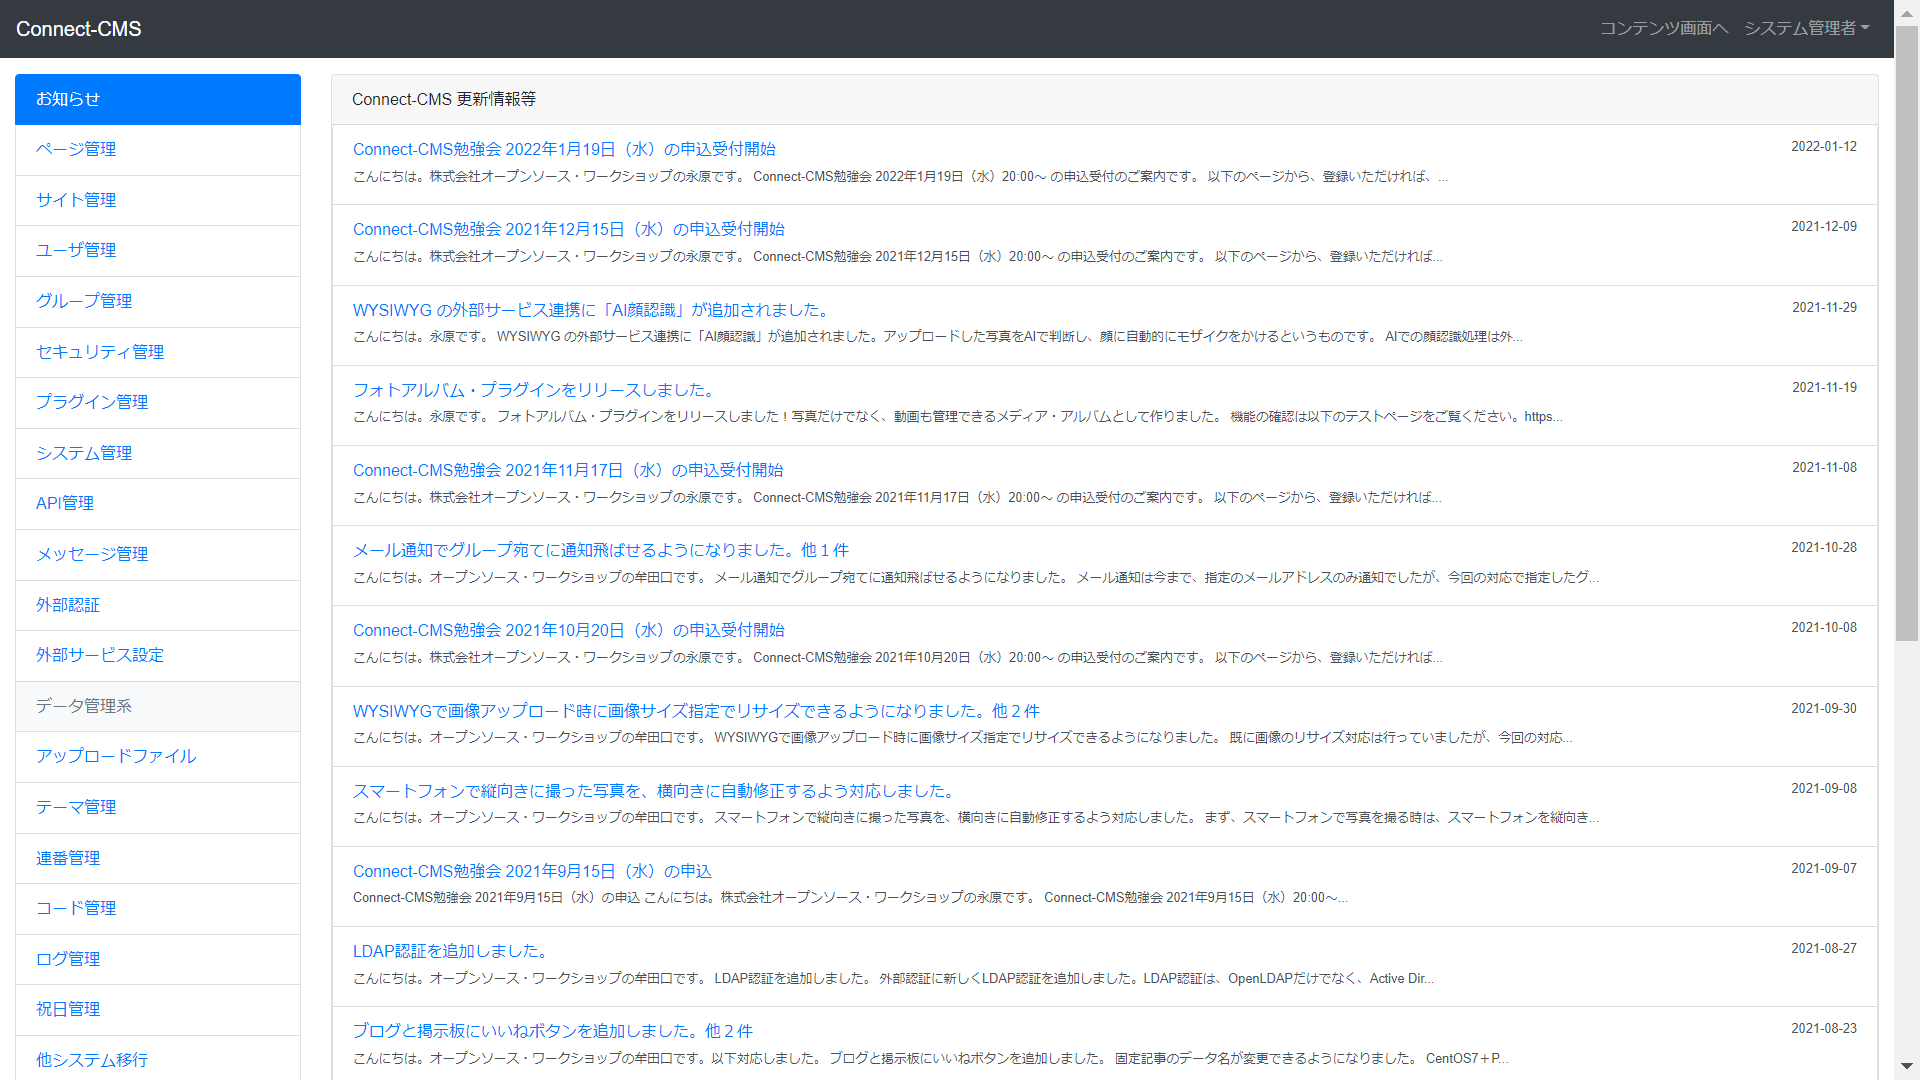 Connect-CMS
コンテンツ画面へ システム管理者
お知らせ
ページ管理
サイト管理
ユーザ管理
グループ管理
セキュリティ管理
プラグイン管理
システム管理
API管理
メッセージ管理
外部認証
外部サービス設定
データ管理系
アップロードファイル
テーマ管理
連番管理
コード管理
ログ管理
祝日管理
他システム移行
Connect-CMS 更新情報等
Connect-CMS勉強会 2022年1月19日（水）の申込受付開始 2022-01-12
こんにちは。株式会社オープンソース・ワークショップの永原です。 Connect-CMS勉強会 2022年1月19日（水）20:00～ の申込受付のご案内です。 以下のページから、登録いただければ、...
Connect-CMS勉強会 2021年12月15日（水）の申込受付開始 2021-12-09
こんにちは。株式会社オープンソース・ワークショップの永原です。 Connect-CMS勉強会 2021年12月15日（水）20:00～ の申込受付のご案内です。 以下のページから、登録いただければ...
WYSIWYG の外部サービス連携に「AI顔認識」が追加されました。 2021-11-29
こんにちは。永原です。 WYSIWYG の外部サービス連携に「AI顔認識」が追加されました。アップロードした写真をAIで判断し、顔に自動的にモザイクをかけるというものです。 AIでの顔認識処理は外...
フォトアルバム・プラグインをリリースしました。 2021-11-19
こんにちは。永原です。 フォトアルバム・プラグインをリリースしました！写真だけでなく、動画も管理できるメディア・アルバムとして作りました。 機能の確認は以下のテストページをご覧ください。https...
Connect-CMS勉強会 2021年11月17日（水）の申込受付開始 2021-11-08
こんにちは。株式会社オープンソース・ワークショップの永原です。 Connect-CMS勉強会 2021年11月17日（水）20:00～ の申込受付のご案内です。 以下のページから、登録いただければ...
メール通知でグループ宛てに通知飛ばせるようになりました。他１件 2021-10-28
こんにちは。オープンソース・ワークショップの牟田口です。 メール通知でグループ宛てに通知飛ばせるようになりました。 メール通知は今まで、指定のメールアドレスのみ通知でしたが、今回の対応で指定したグ...
Connect-CMS勉強会 2021年10月20日（水）の申込受付開始 2021-10-08
こんにちは。株式会社オープンソース・ワークショップの永原です。 Connect-CMS勉強会 2021年10月20日（水）20:00～ の申込受付のご案内です。 以下のページから、登録いただければ...
WYSIWYGで画像アップロード時に画像サイズ指定でリサイズできるようになりました。他２件 2021-09-30
こんにちは。オープンソース・ワークショップの牟田口です。 WYSIWYGで画像アップロード時に画像サイズ指定でリサイズできるようになりました。 既に画像のリサイズ対応は行っていましたが、今回の対応...
スマートフォンで縦向きに撮った写真を、横向きに自動修正するよう対応しました。 2021-09-08
こんにちは。オープンソース・ワークショップの牟田口です。 スマートフォンで縦向きに撮った写真を、横向きに自動修正するよう対応しました。 まず、スマートフォンで写真を撮る時は、スマートフォンを縦向き...
Connect-CMS勉強会 2021年9月15日（水）の申込 2021-09-07
Connect-CMS勉強会 2021年9月15日（水）の申込 こんにちは。株式会社オープンソース・ワークショップの永原です。 Connect-CMS勉強会 2021年9月15日（水）20:00～...
LDAP認証を追加しました。 2021-08-27
こんにちは。オープンソース・ワークショップの牟田口です。 LDAP認証を追加しました。 外部認証に新しくLDAP認証を追加しました。LDAP認証は、OpenLDAPだけでなく、Active Dir...
ブログと掲示板にいいねボタンを追加しました。他２件 2021-08-23
こんにちは。オープンソース・ワークショップの牟田口です。以下対応しました。 ブログと掲示板にいいねボタンを追加しました。 固定記事のデータ名が変更できるようになりました。 CentOS7＋P...